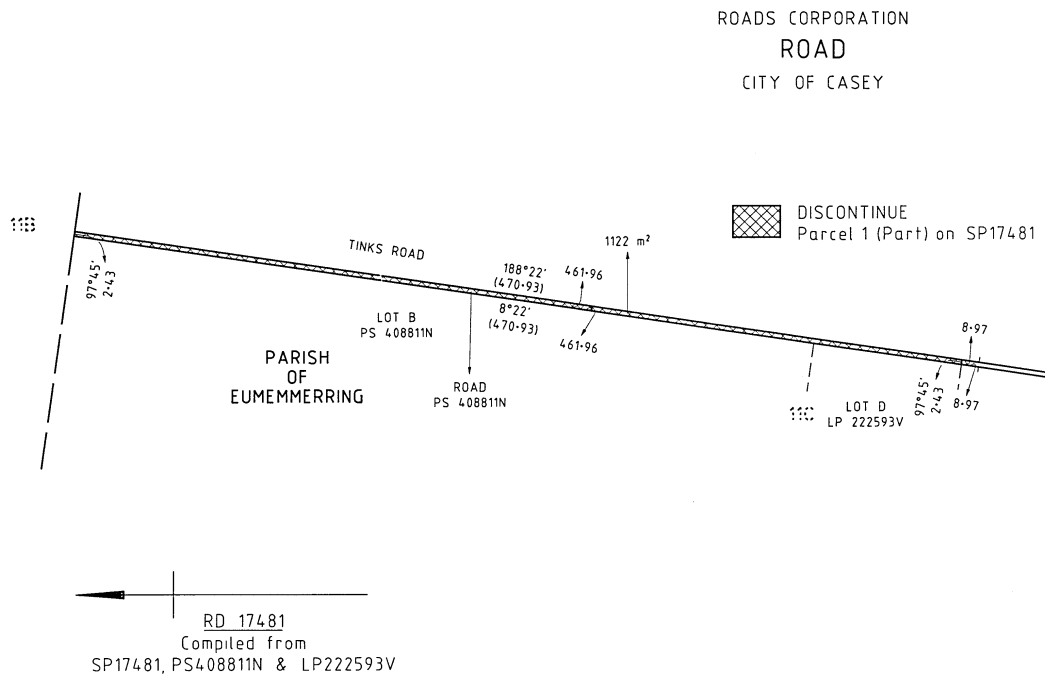 ROADS CORPORATION
ROAD
CITY OF CASEY
DISCONTINUE
Parcel 1 (Part) on SP17481
11B
TINKS ROAD
1122 m²
97°45'
2·43
188°22'
(470·93)
461·96
8°22'
(470·93)
461·96
LOT B
PS 408811N
PARISH
OF
EUMEMMERRING
ROAD
PS 408811N
8·97
11C
LOT D
LP 222593V
97°45'
2·43
8·97
RD 17481
Compiled from
SP17481, PS408811N & LP222593V